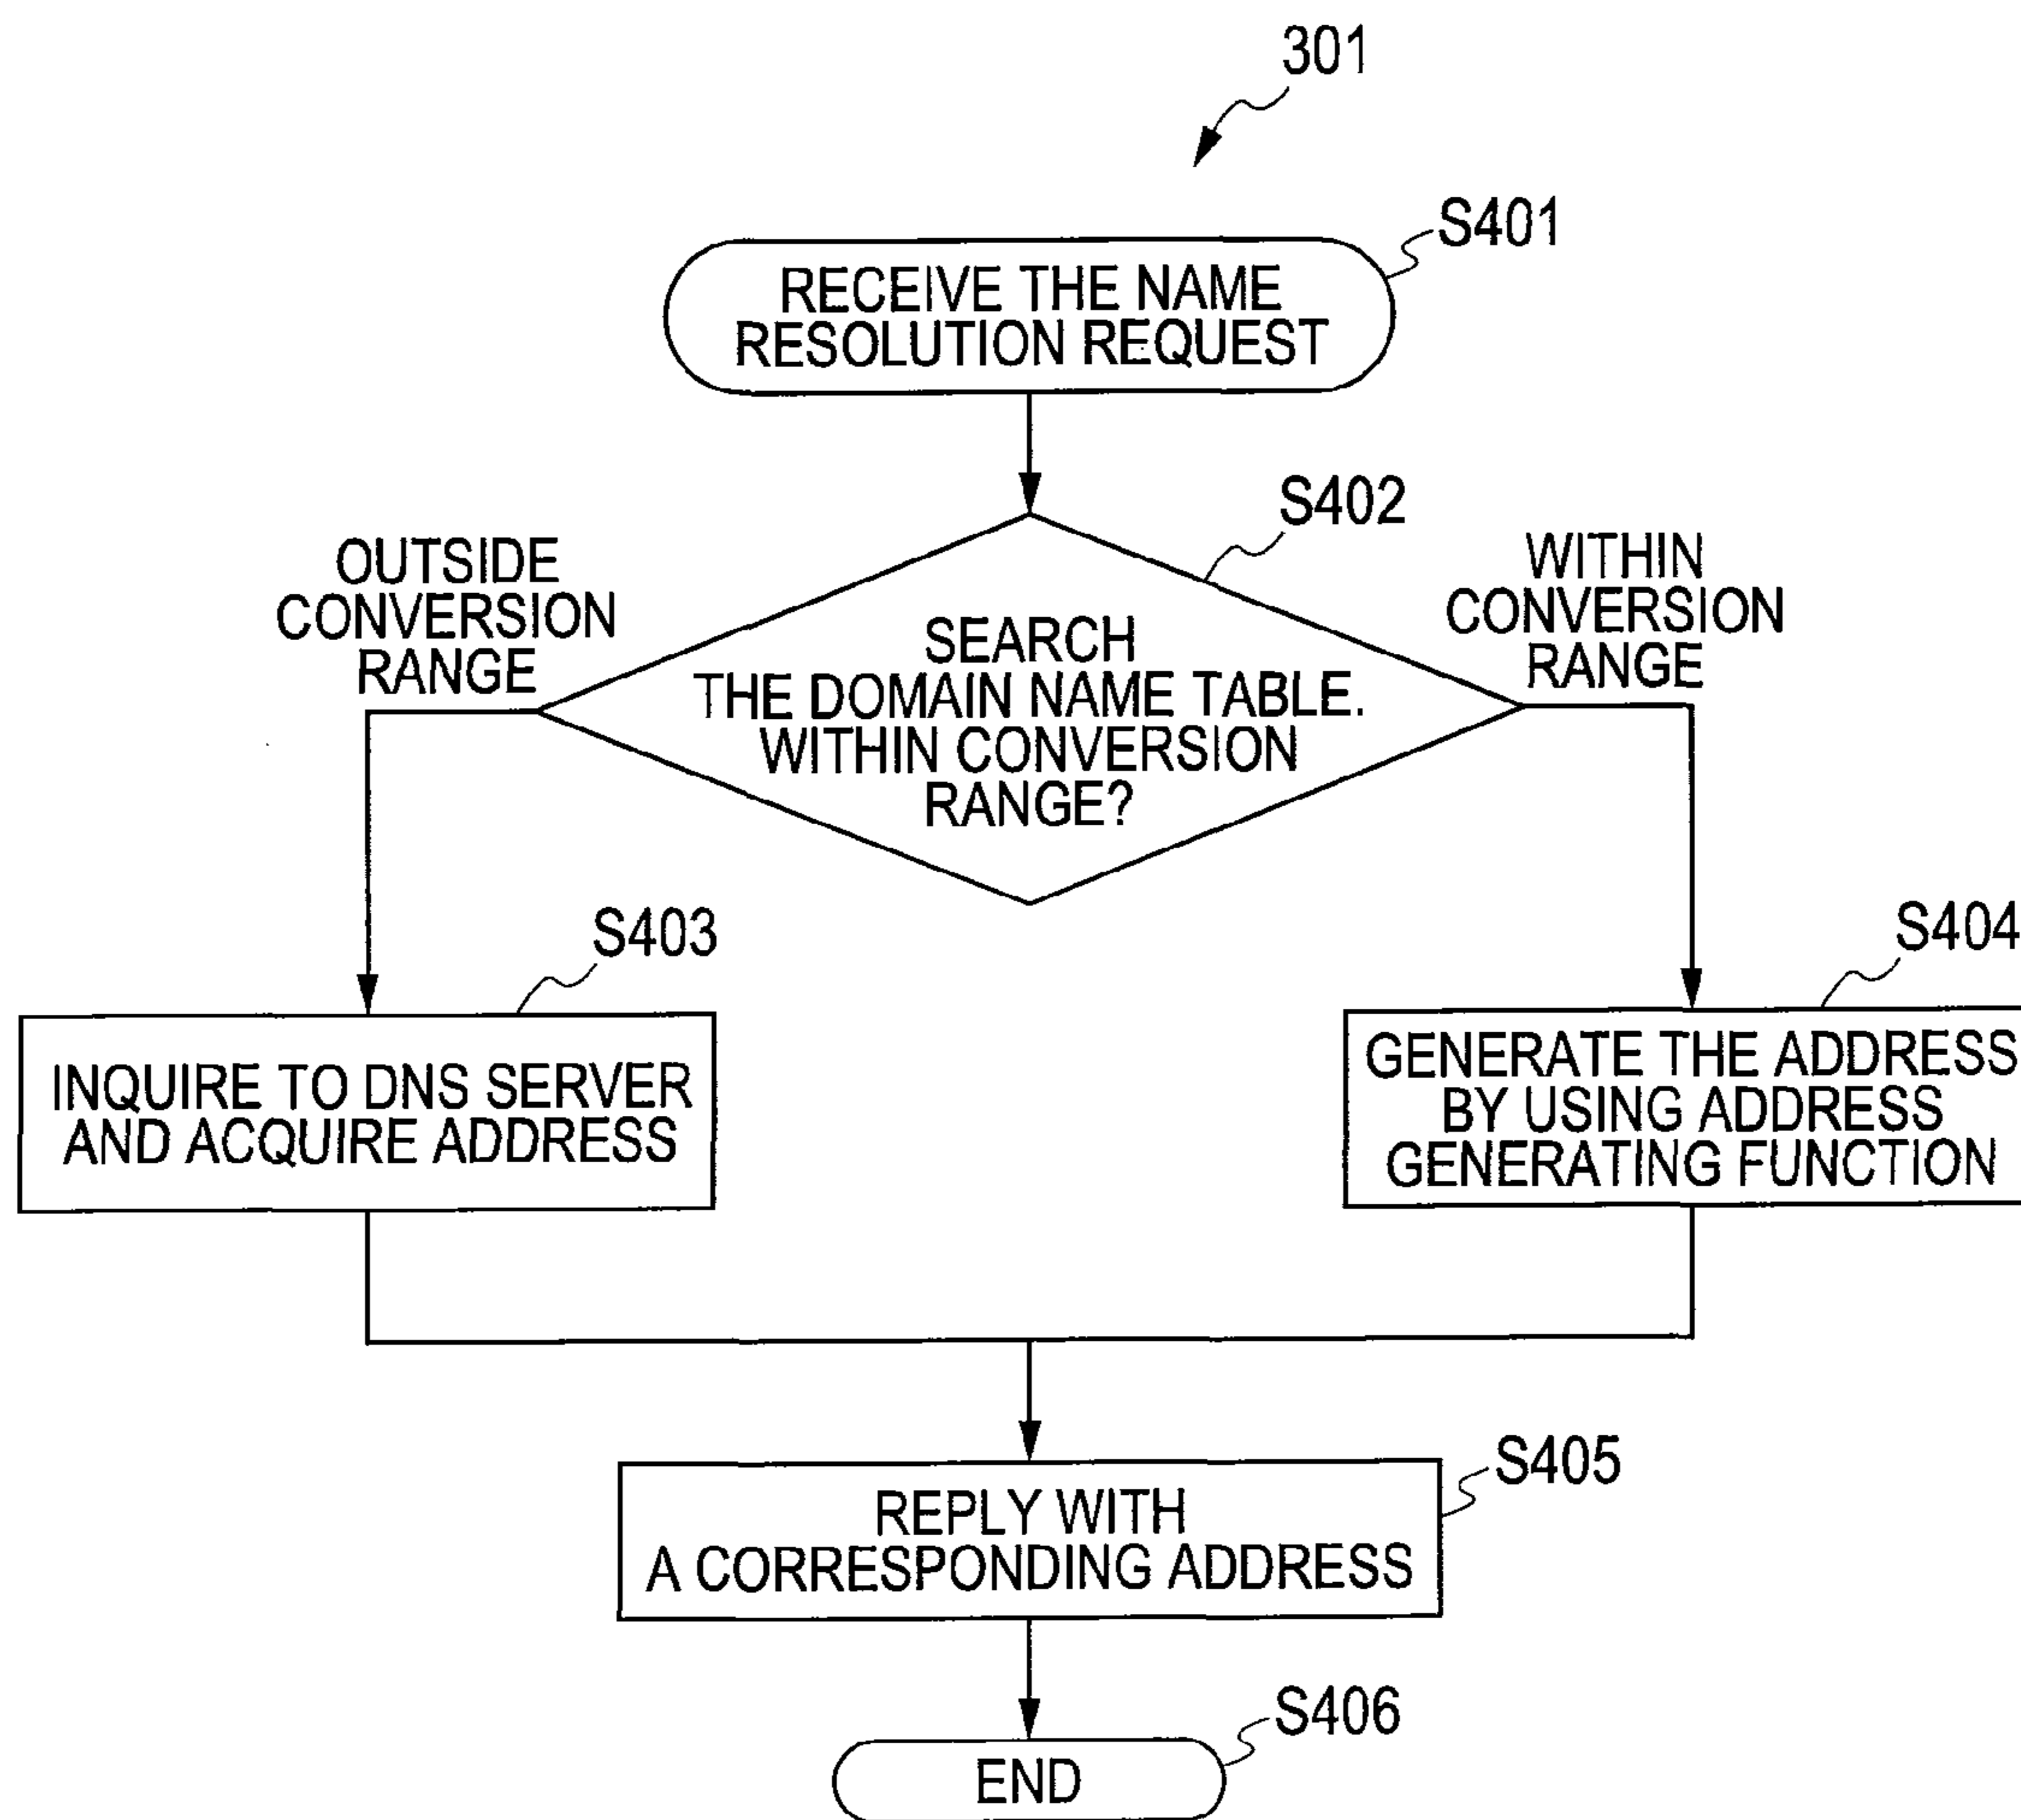 301
S401
RECEIVE THE NAME
RESOLUTION REQUEST
S402
OUTSIDE
CONVERSION
RANGE
WITHIN
CONVERSION
RANGE
SEARCH
THE DOMAIN NAME TABLE.
WITHIN CONVERSION
RANGE?
S403
INQUIRE TO DNS SERVER
AND ACQUIRE ADDRESS
S404
GENERATE THE ADDRESS
BY USING ADDRESS
GENERATING FUNCTION
S405
REPLY WITH
A CORRESPONDING ADDRESS
S406
END